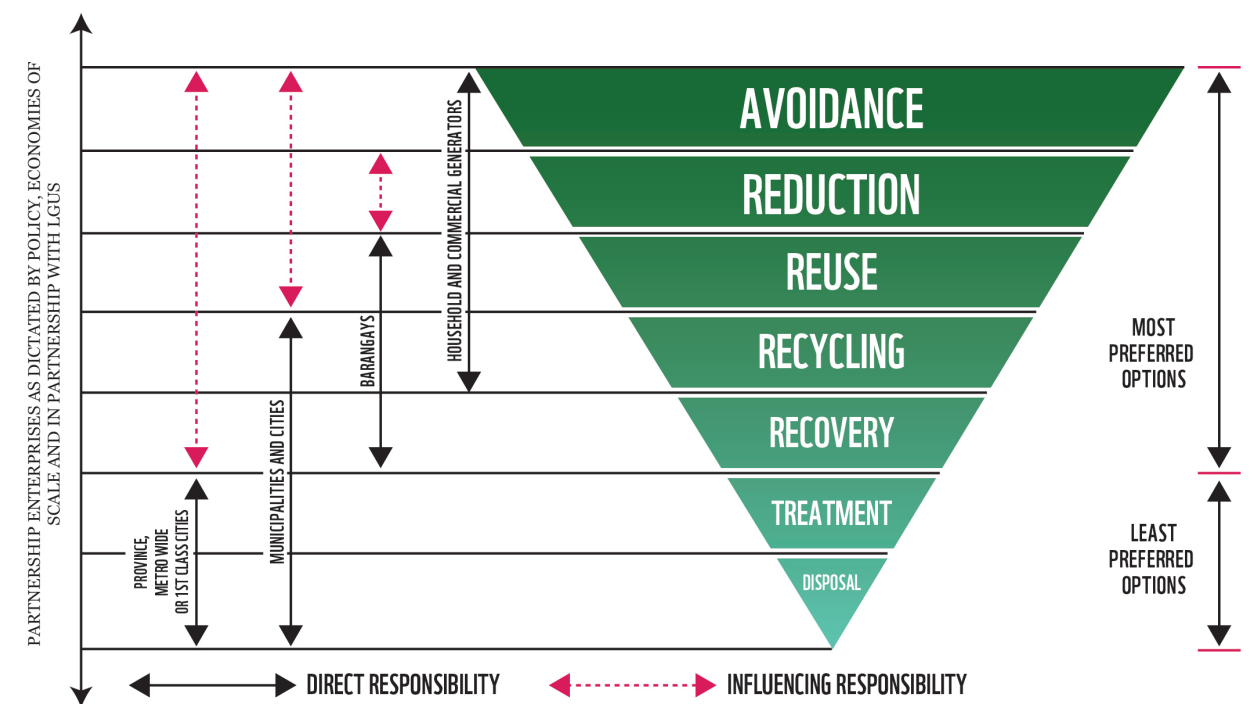 PARTNERSHIP ENTERPRISES AS DICTATED BY POLICY, ECONOMIES OF
SCALE AND IN PARTNERSHIP WITH LGUS
PROVINCE,
METRO WIDE
OR 1ST CLASS CITIES
MUNICIPALITIES AND CITIES
BARANGAYS
HOUSEHOLD AND COMMERCIAL GENERATORS
AVOIDANCE
REDUCTION
REUSE
RECYCLING
RECOVERY
TREATMENT
DISPOSAL
MOST
PREFERRED
OPTIONS
LEAST
PREFERRED
OPTIONS
DIRECT RESPONSIBILITY
INFLUENCING RESPONSIBILITY